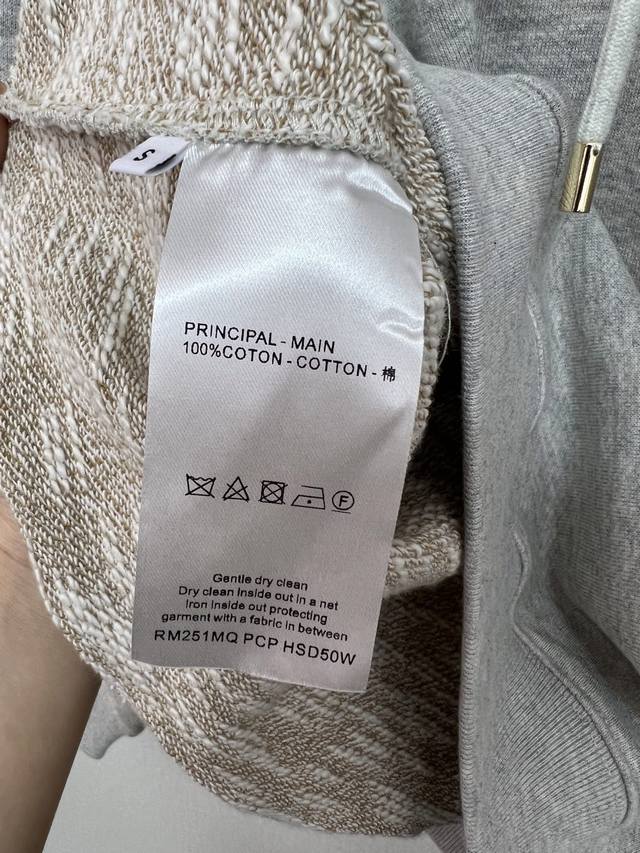 S
PRINCIPAL - MAIN
100%COTON - COTTON - 棉
F
Gentle dry clean
Dry clean inside out in a net
Iron inside out protecting
garment with a fabric in between
RM251MQ PCP HSD50W